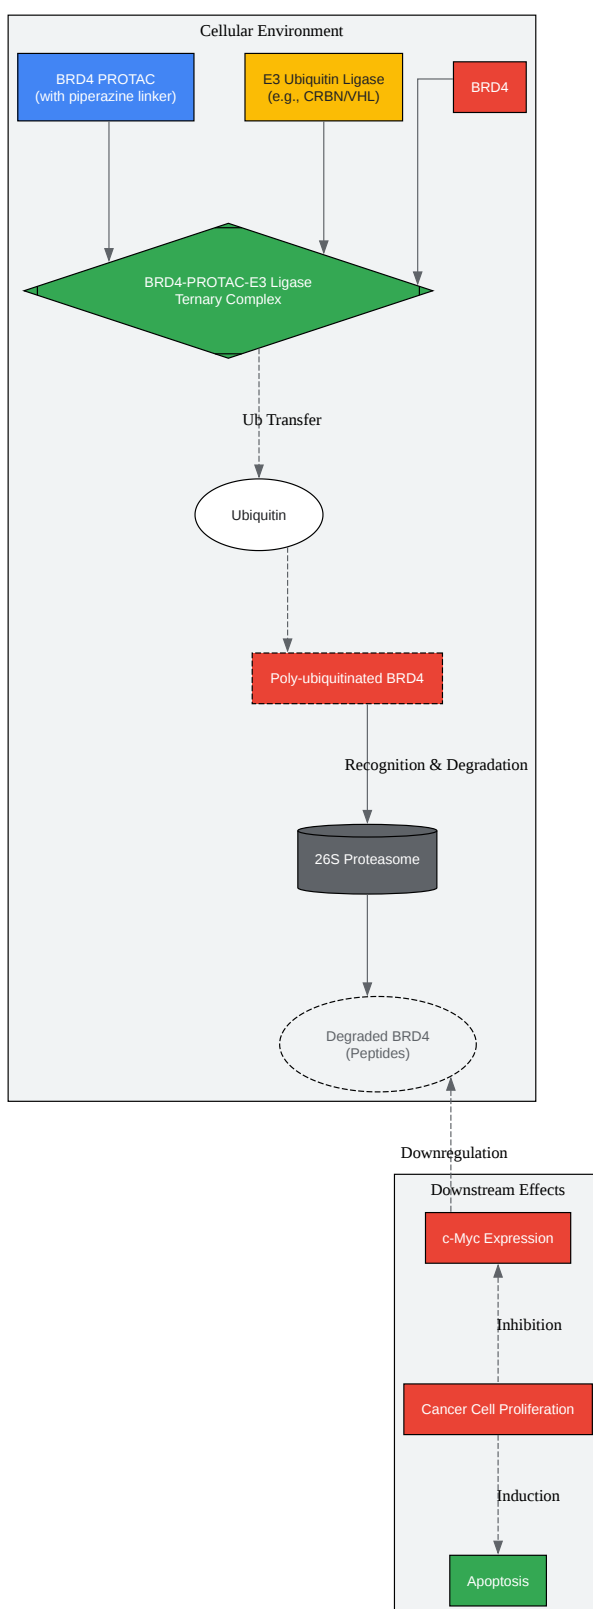 Cellular Environment
BRD4 PROTAC
(with piperazine linker)
E3 Ubiquitin Ligase
(e.g., CRBN/VHL)
BRD4
BRD4-PROTAC-E3 Ligase
Ternary Complex
Ub Transfer
Ubiquitin
Poly-ubiquitinated BRD4
Recognition & Degradation
26S Proteasome
Degraded BRD4
(Peptides)
Downregulation
Downstream Effects
c-Myc Expression
Inhibition
Cancer Cell Proliferation
Induction
Apoptosis